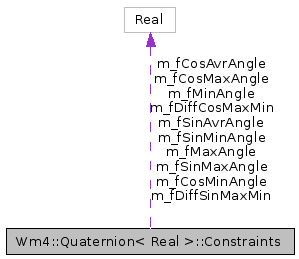 Real
m_fCosAvrAngle
m_fCosMaxAngle
m_fMinAngle
m_fDiffCosMaxMin
m_fSinAvrAngle
m_fSinMinAngle
m_fMaxAngle
m_fSinMaxAngle
m_fCosMinAngle
m_fDiffSinMaxMin
Wm4::Quaternion< Real >::Constraints